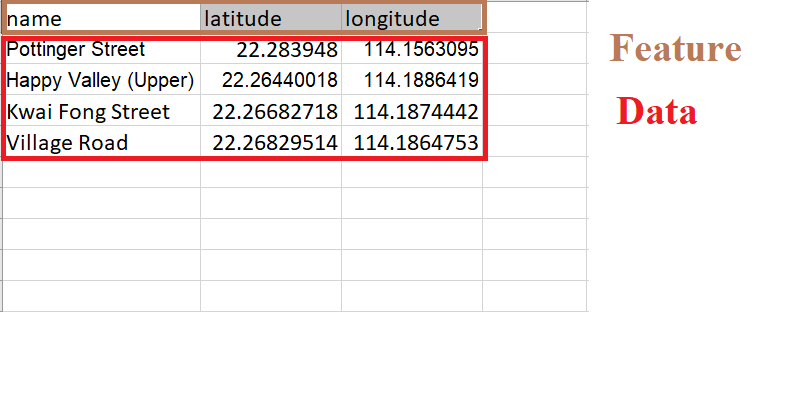 name latitude longitude
Pottinger Street 22.283948 114.1563095
Happy Valley (Upper) 22.26440018 114.1886419
Kwai Fong Street 22.26682718 114.1874442
Village Road 22.26829514 114.1864753
Feature
Data